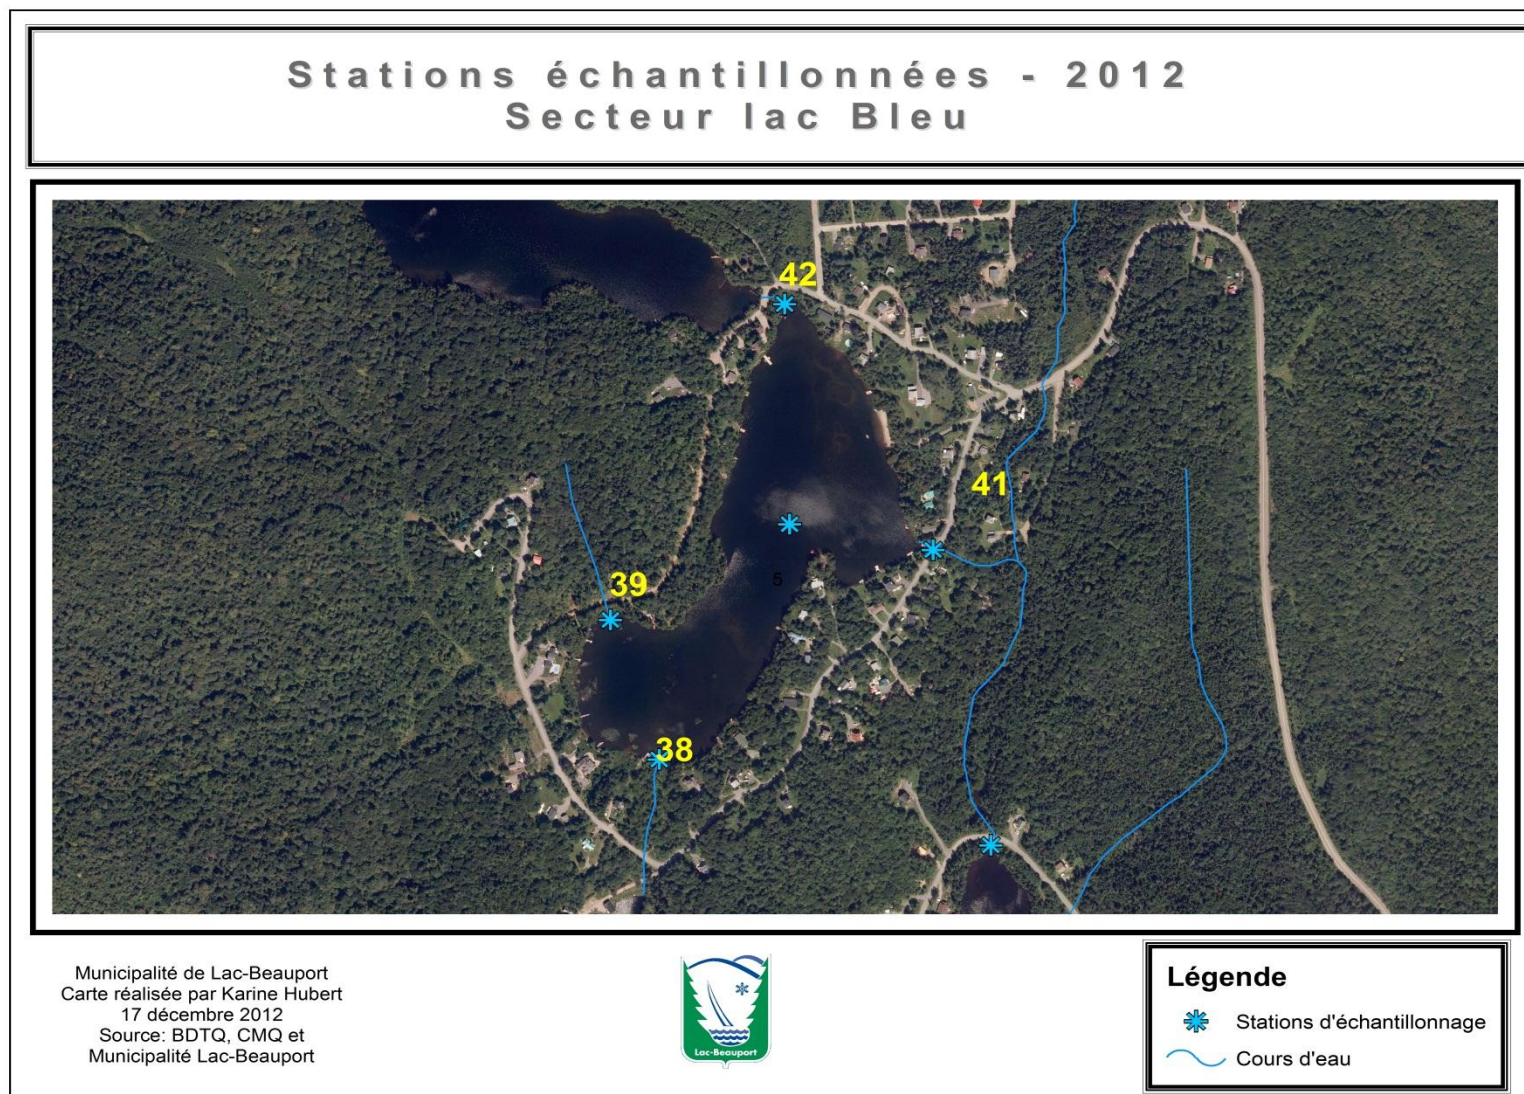 Stations échantillonnées - 2012
Secteur lac Bleu
42
41
39
5
38
Municipalité de Lac-Beauport
Carte réalisée par Karine Hubert
17 décembre 2012
Source: BDTQ, CMQ et
Municipalité Lac-Beauport
Lac-Beauport
Légende
Stations d'échantillonnage
Cours d'eau